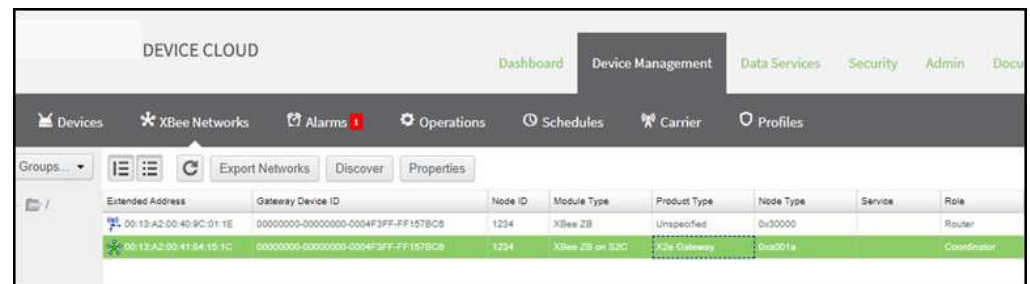 DEVICE CLOUD
Dashboard Device Management Data Services Security Admin Docu
Devices XBee Networks Alarms 1 Operations Schedules Carrier Profiles
Groups... Export Networks Discover Properties
/ Extended Address Gateway Device ID Node ID Module Type Product Type Node Type Service Role
00:13:A2:00:40:9C:01:1E 00000000-00000000-0004F3FF-FF157BC8 1234 XBee ZB Unspecified 0x30000 Router
00:13:A2:00:41:04:15:1C 00000000-00000000-0004F3FF-FF157BC8 1234 XBee ZB on S2C X2e Gateway 0xa001a Coordinator